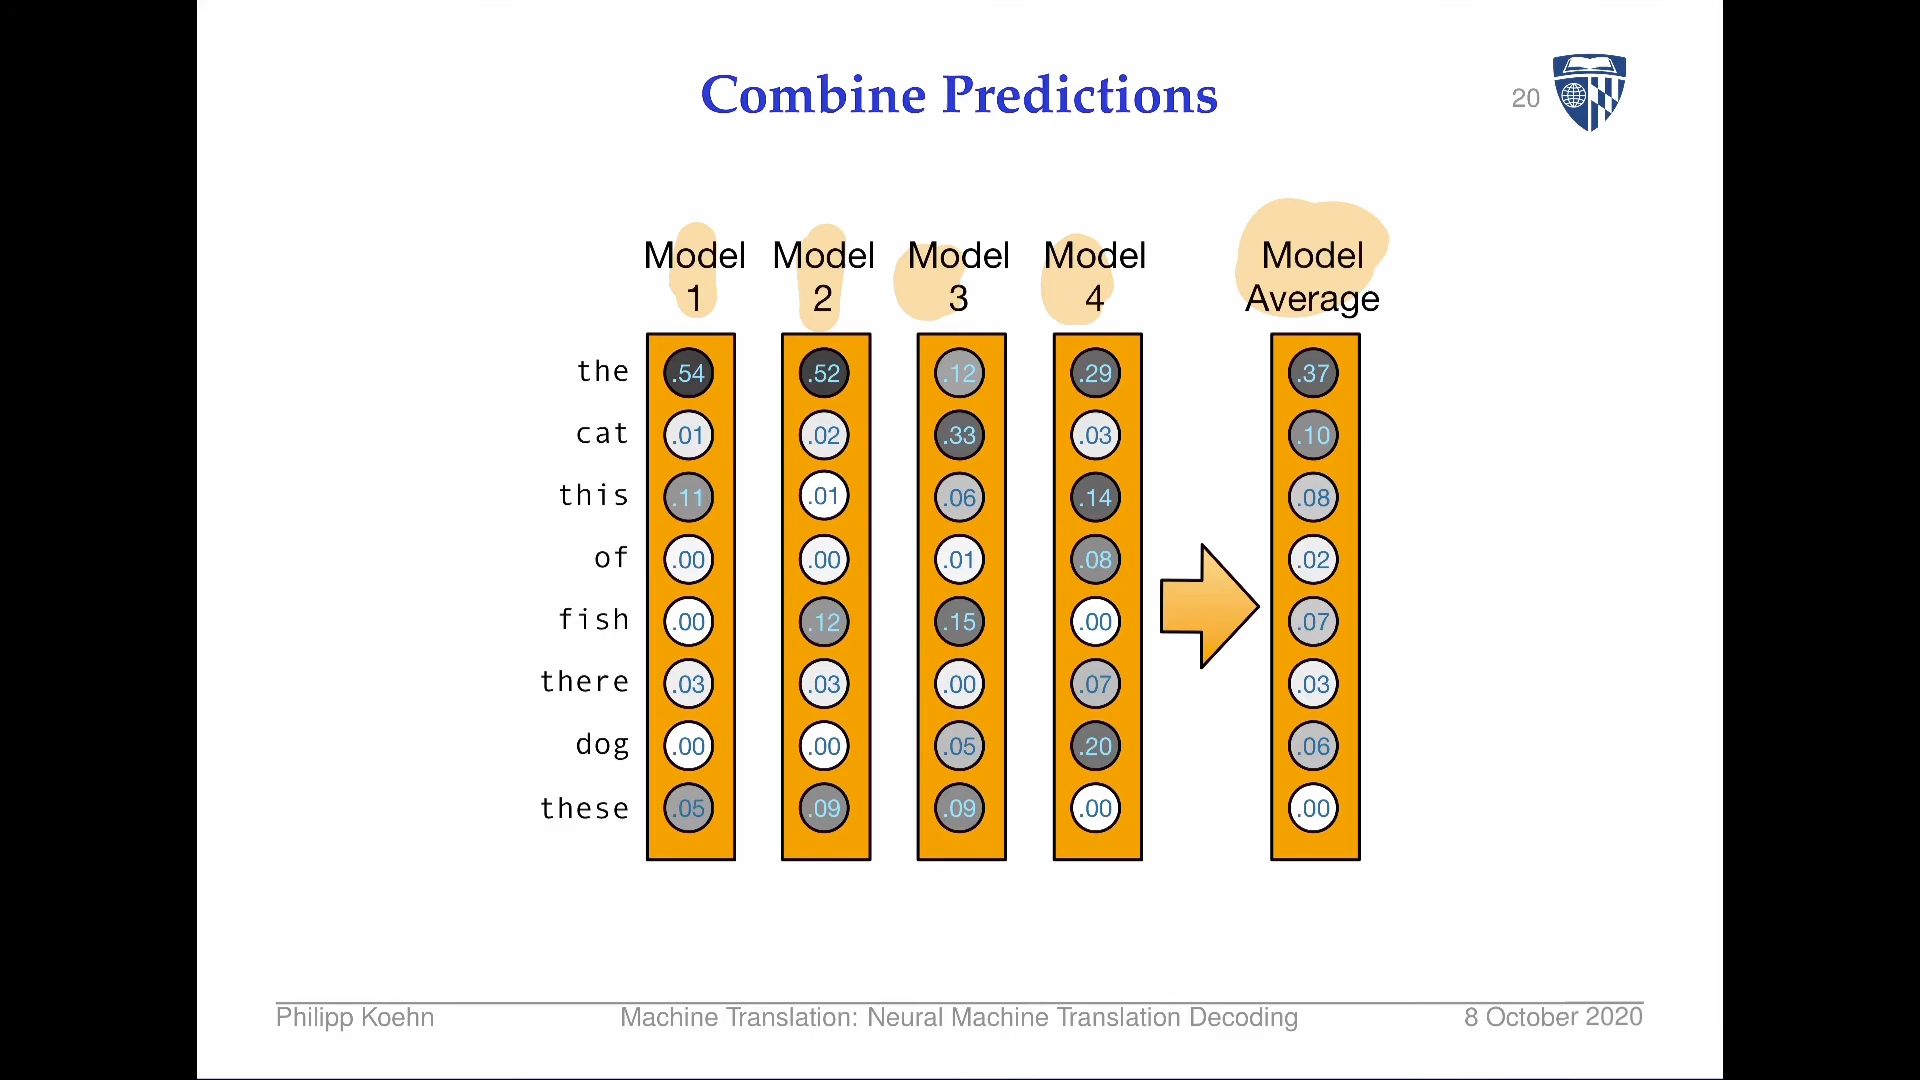 Combine Predictions
20
Model Model Model Model Model
1 2 3 4 Average
the .54 .52 .12 .29 .37
cat .01 .02 .33 .03 .10
this .11 .01 .06 .14 .08
of .00 .00 .01 .08 .02
fish .00 .12 .15 .00 .07
there .03 .03 .00 .07 .03
dog .00 .00 .05 .20 .06
these .05 .09 .09 .00 .00
Philipp Koehn Machine Translation: Neural Machine Translation Decoding 8 October 2020